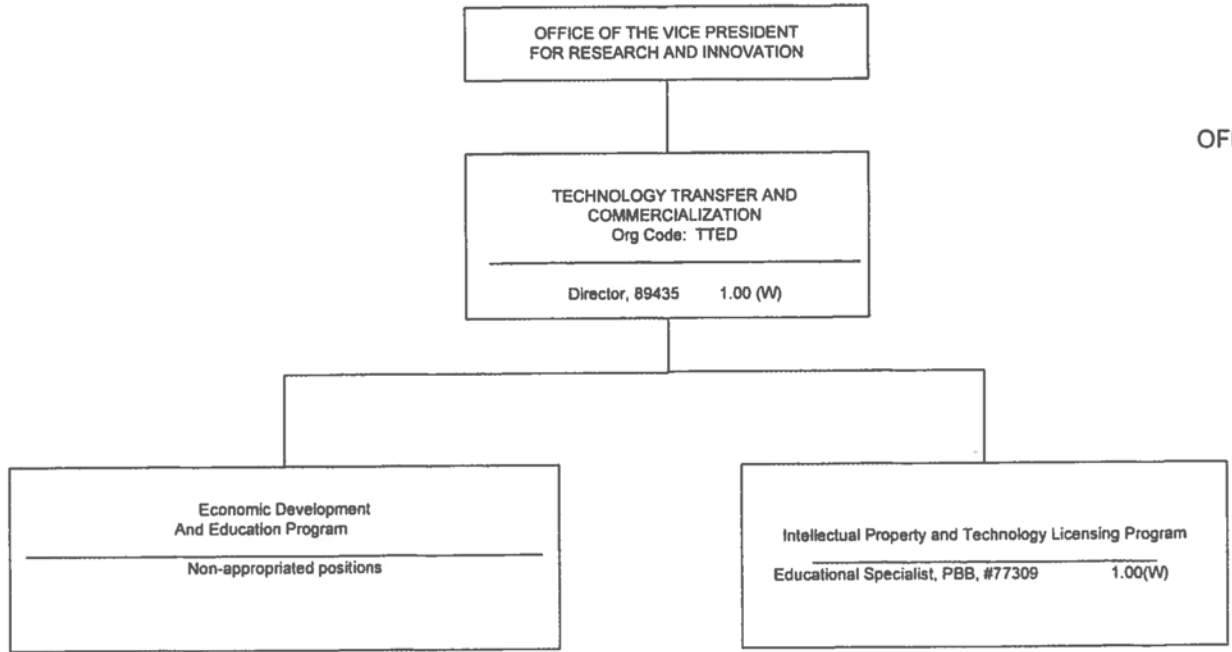 OFFICE OF THE VICE PRESIDENT
FOR RESEARCH AND INNOVATION
TECHNOLOGY TRANSFER AND
COMMERCIALIZATION
Org Code: TTED
Director, 89435 1.00 (W)
Economic Development
And Education Program
Non-appropriated positions
Intellectual Property and Technology Licensing Program
Educational Specialist, PBB, #77309 1.00(W)